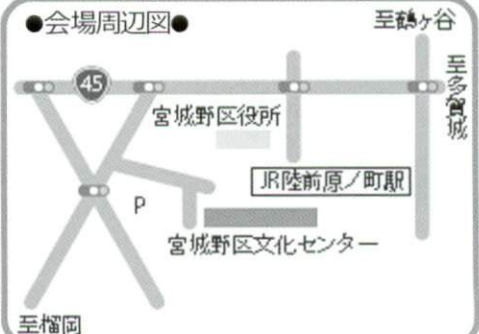 ●会場周辺図●
至鶴ヶ谷
至多賀城
45
宮城野区役所
JR陸前原ノ町駅
P
宮城野区文化センター
至榴岡